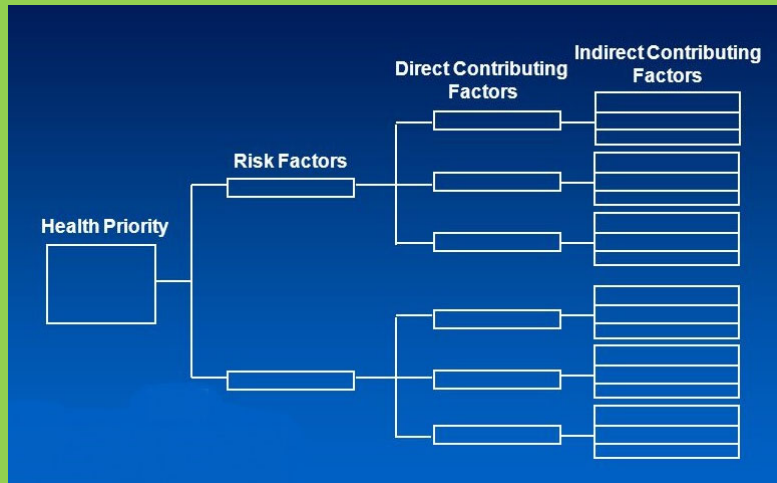 Health Priority
Risk Factors
Direct Contributing
Factors
Indirect Contributing
Factors